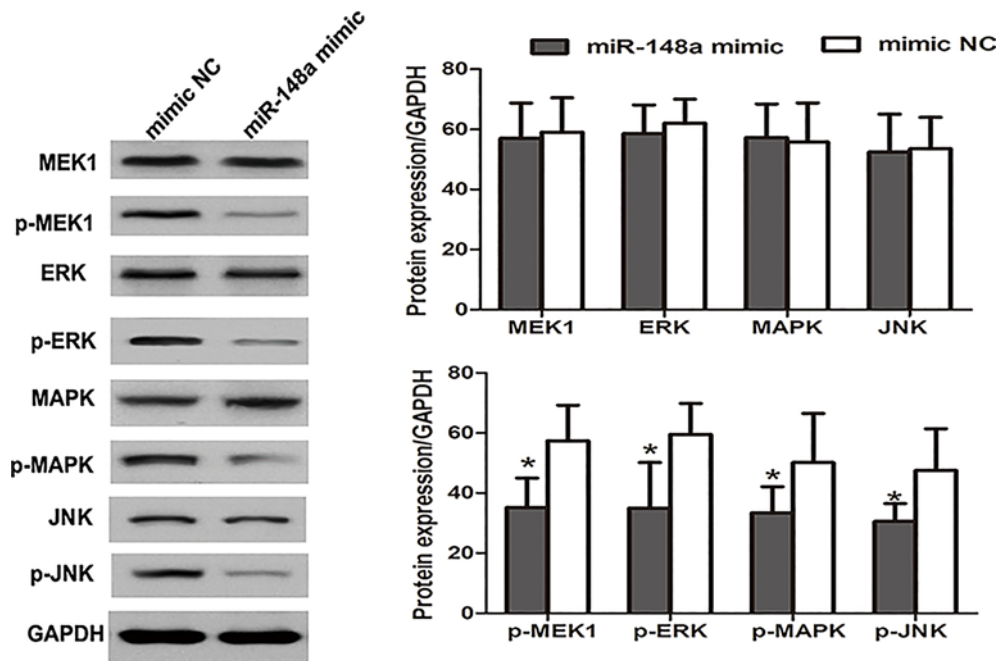 mimic NC
miR-148a mimic
MEK1
p-MEK1
ERK
p-ERK
MAPK
p-MAPK
JNK
p-JNK
GAPDH
miR-148a mimic
mimic NC
Protein expression/GAPDH
80
60
40
20
0
MEK1
ERK
MAPK
JNK
Protein expression/GAPDH
80
60
40
20
0
*
*
*
*
p-MEK1
p-ERK
p-MAPK
p-JNK